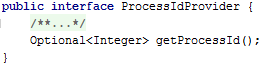 public interface ProcessIdProvider {
/**...*/
Optional<Integer> getProcessId();
}